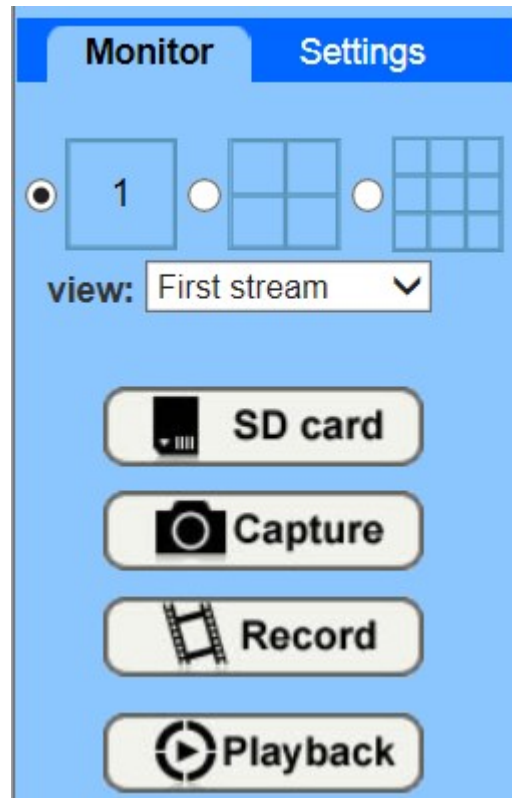 Monitor Settings
1
view: First stream
SD card
Capture
Record
Playback